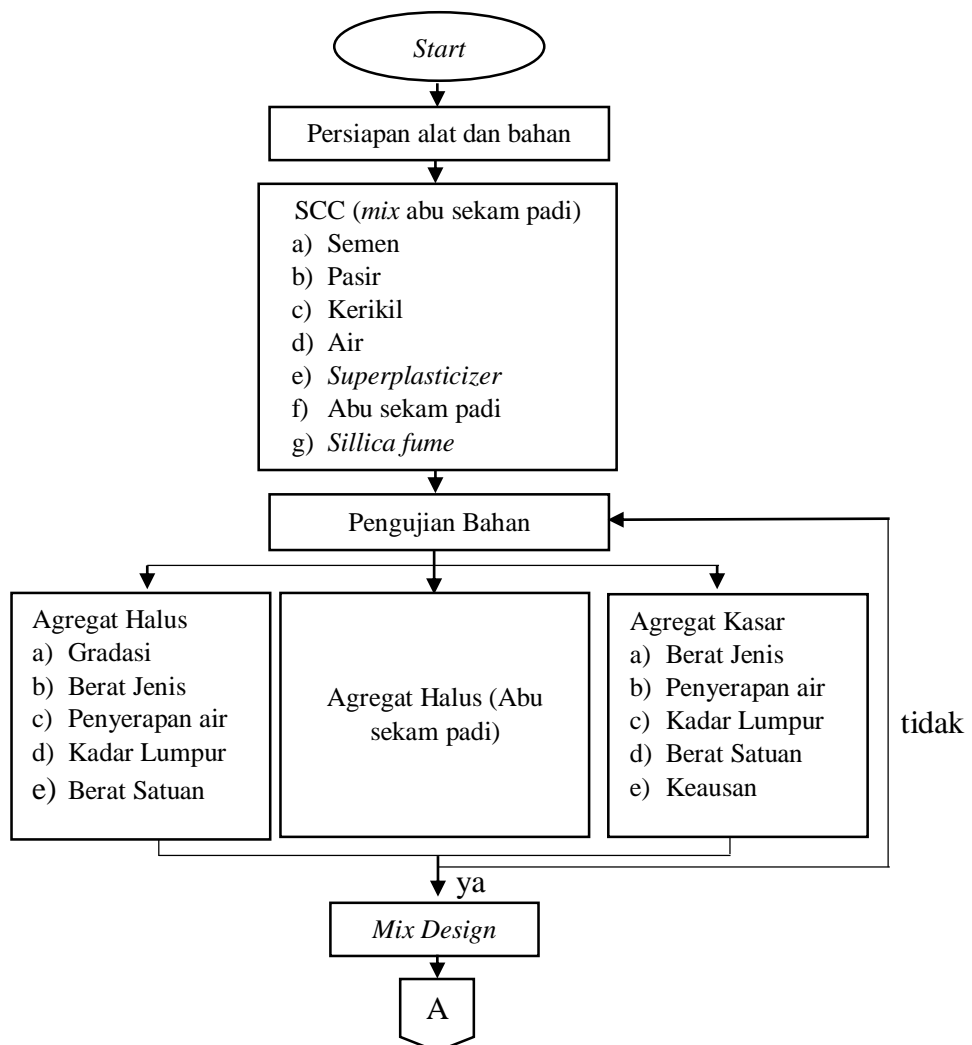 Start
Persiapan alat dan bahan
SCC (mix abu sekam padi)
a) Semen
b) Pasir
c) Kerikil
d) Air
e) Superplasticizer
f) Abu sekam padi
g) Sillica fume
Pengujian Bahan
Agregat Halus
a) Gradasi
b) Berat Jenis
c) Penyerapan air
d) Kadar Lumpur
e) Berat Satuan
Agregat Halus (Abu
sekam padi)
Agregat Kasar
a) Berat Jenis
b) Penyerapan air
c) Kadar Lumpur
d) Berat Satuan
e) Keausan
tidak
ya
Mix Design
A